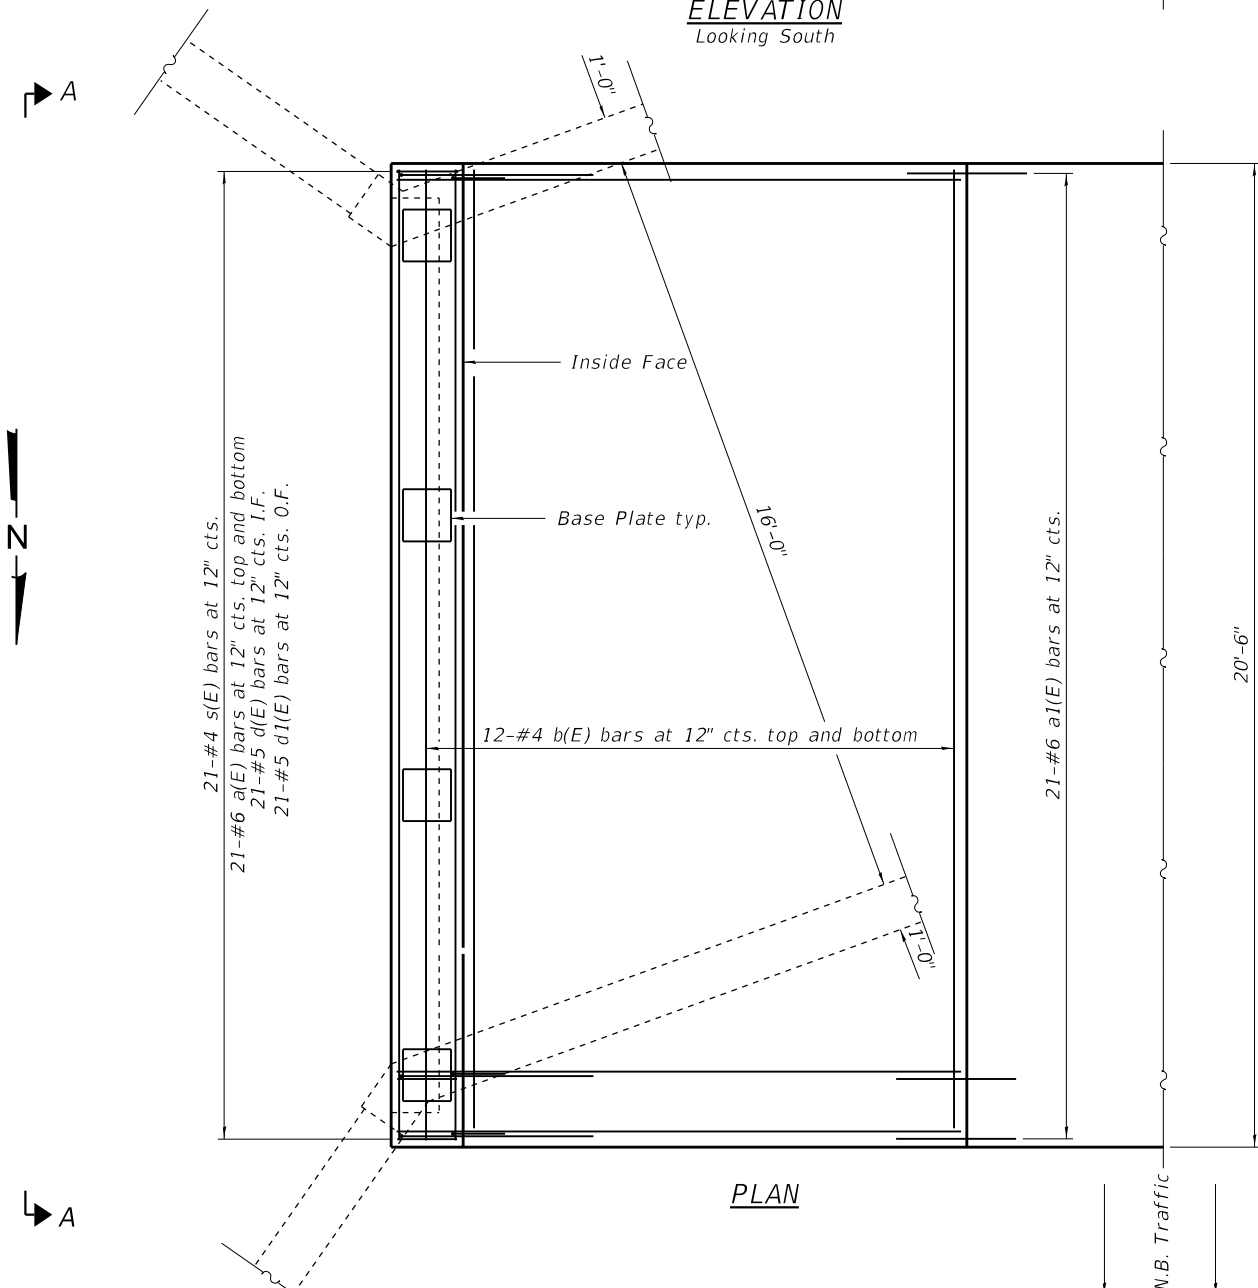 ELEVATION
Looking South
1'-0"
A
Inside Face
Base Plate typ.
16'-0"
N
21-#4 s(E) bars at 12" cts.
21-#6 a(E) bars at 12" cts. top and bottom
21-#5 d(E) bars at 12" cts. I.F.
21-#5 d1(E) bars at 12" cts. O.F.
12-#4 b(E) bars at 12" cts. top and bottom
21-#6 a1(E) bars at 12" cts.
20'-6"
1'-0"
PLAN
A
N.B. Traffic